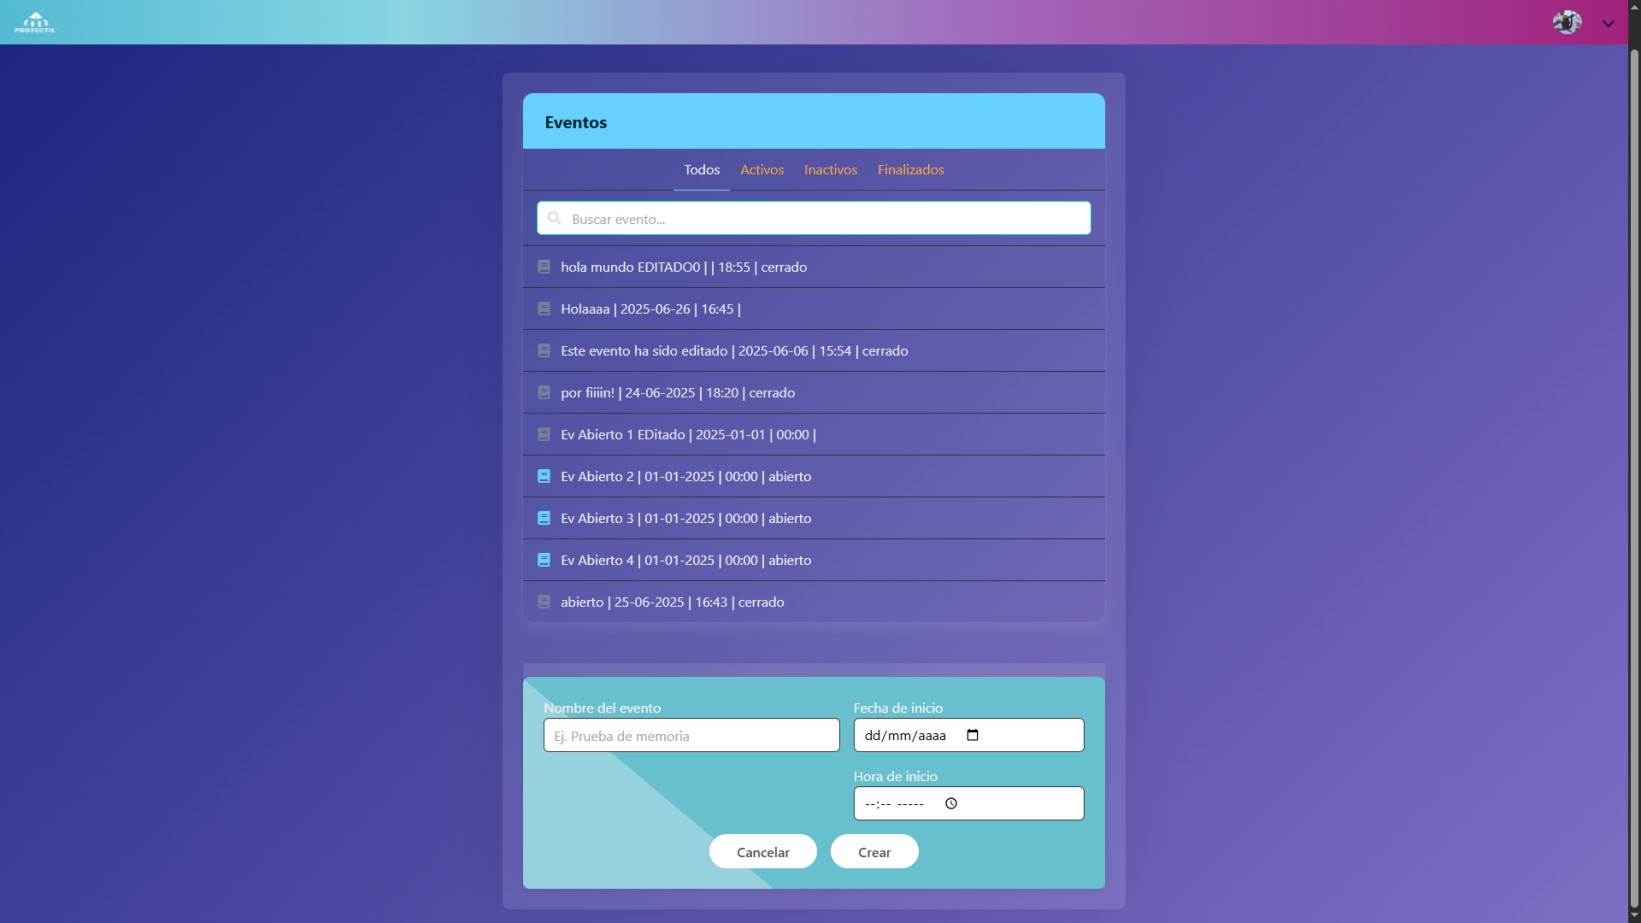 PROYECTIL
Eventos
Todos Activos Inactivos Finalizados
Buscar evento...
hola mundo EDITADO0 | | 18:55 | cerrado
Holaaaa | 2025-06-26 | 16:45 |
Este evento ha sido editado | 2025-06-06 | 15:54 | cerrado
por fiiiin! | 24-06-2025 | 18:20 | cerrado
Ev Abierto 1 EDitado | 2025-01-01 | 00:00 |
Ev Abierto 2 | 01-01-2025 | 00:00 | abierto
Ev Abierto 3 | 01-01-2025 | 00:00 | abierto
Ev Abierto 4 | 01-01-2025 | 00:00 | abierto
abierto | 25-06-2025 | 16:43 | cerrado
Nombre del evento
Ej. Prueba de memoria
Fecha de inicio
dd/mm/aaaa
Hora de inicio
--:-- -----
Cancelar Crear